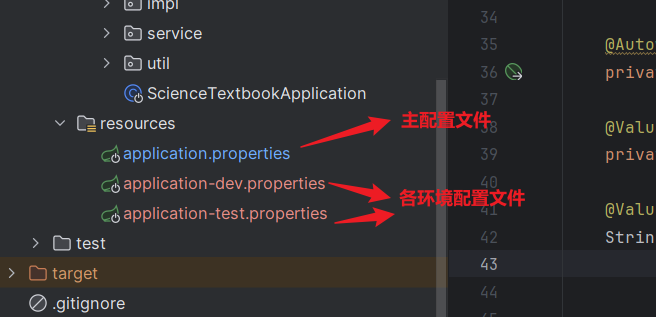 impl
service
util
ScienceTextbookApplication
resources
application.properties
application-dev.properties
application-test.properties
test
target
.gitignore
主配置文件
各环境配置文件
34
35 @Auto
36 priva
37
38 @Valu
39 priva
40
41 @Valu
42 Strin
43
44